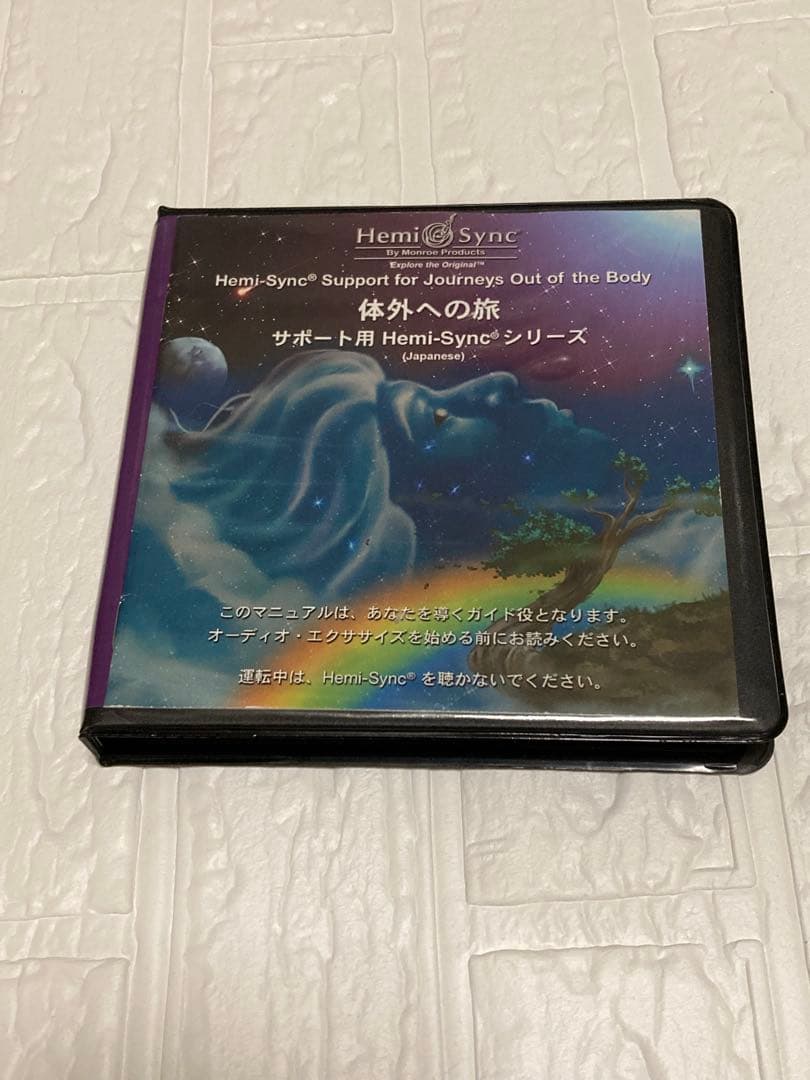 Hemi Sync®
By Monroe Products
Explore the Original™
Hemi-Sync® Support for Journeys Out of the Body
体外への旅
サポート用 Hemi-Sync® シリーズ
(Japanese)
このマニュアルは、あなたを導くガイド役となります。
オーディオ・エクササイズを始める前にお読みください。
運転中は、Hemi-Sync® を聴かないでください。